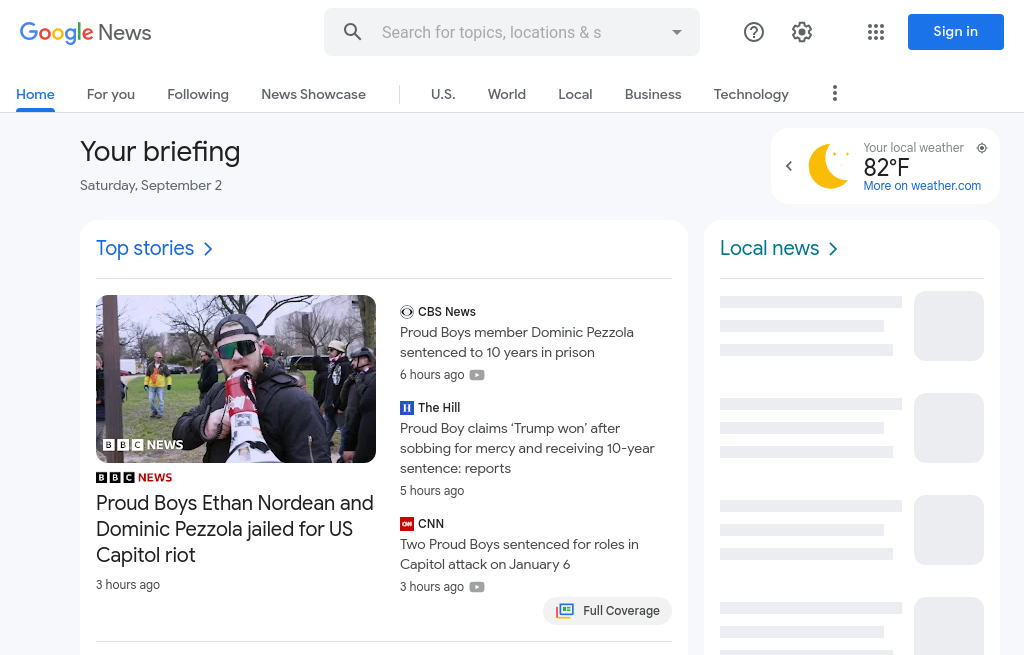 Google News
Search for topics, locations & s
Sign in
Home
For you
Following
News Showcase
U.S.
World
Local
Business
Technology
Your briefing
Saturday, September 2
Your local weather
82°F
More on weather.com
Top stories
BBC NEWS
BBC NEWS
Proud Boys Ethan Nordean and
Dominic Pezzola jailed for US
Capitol riot
3 hours ago
CBS News
Proud Boys member Dominic Pezzola
sentenced to 10 years in prison
6 hours ago
H The Hill
Proud Boy claims ‘Trump won’ after
sobbing for mercy and receiving 10-year
sentence: reports
5 hours ago
CNN CNN
Two Proud Boys sentenced for roles in
Capitol attack on January 6
3 hours ago
Full Coverage
Local news